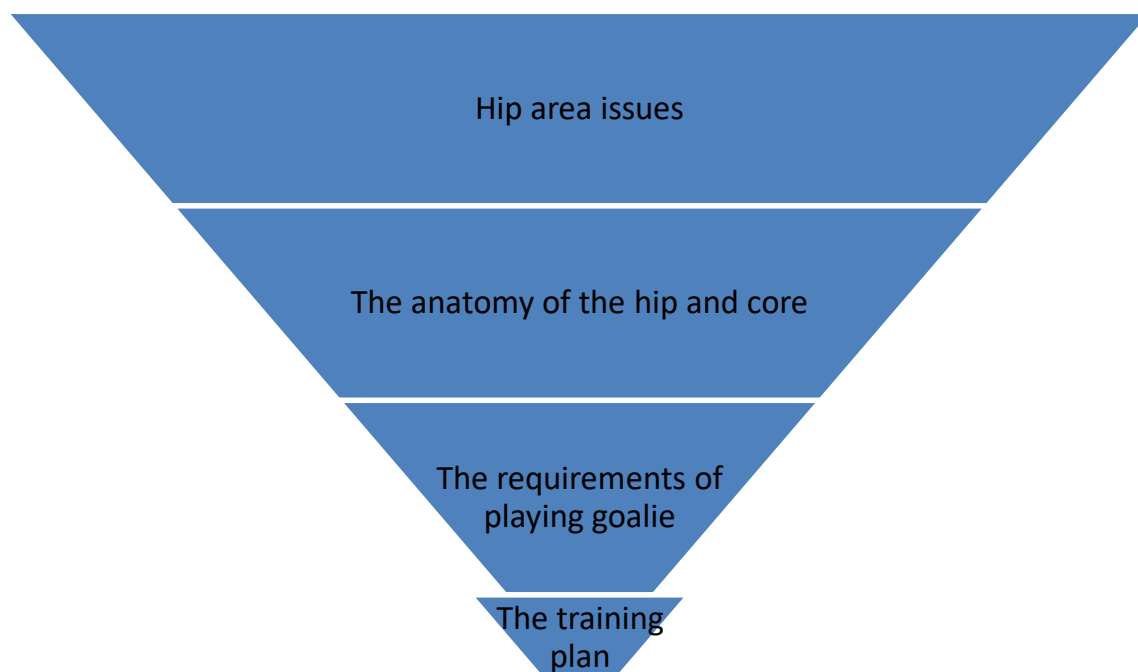 Hip area issues
The anatomy of the hip and core
The requirements of
playing goalie
The training
plan